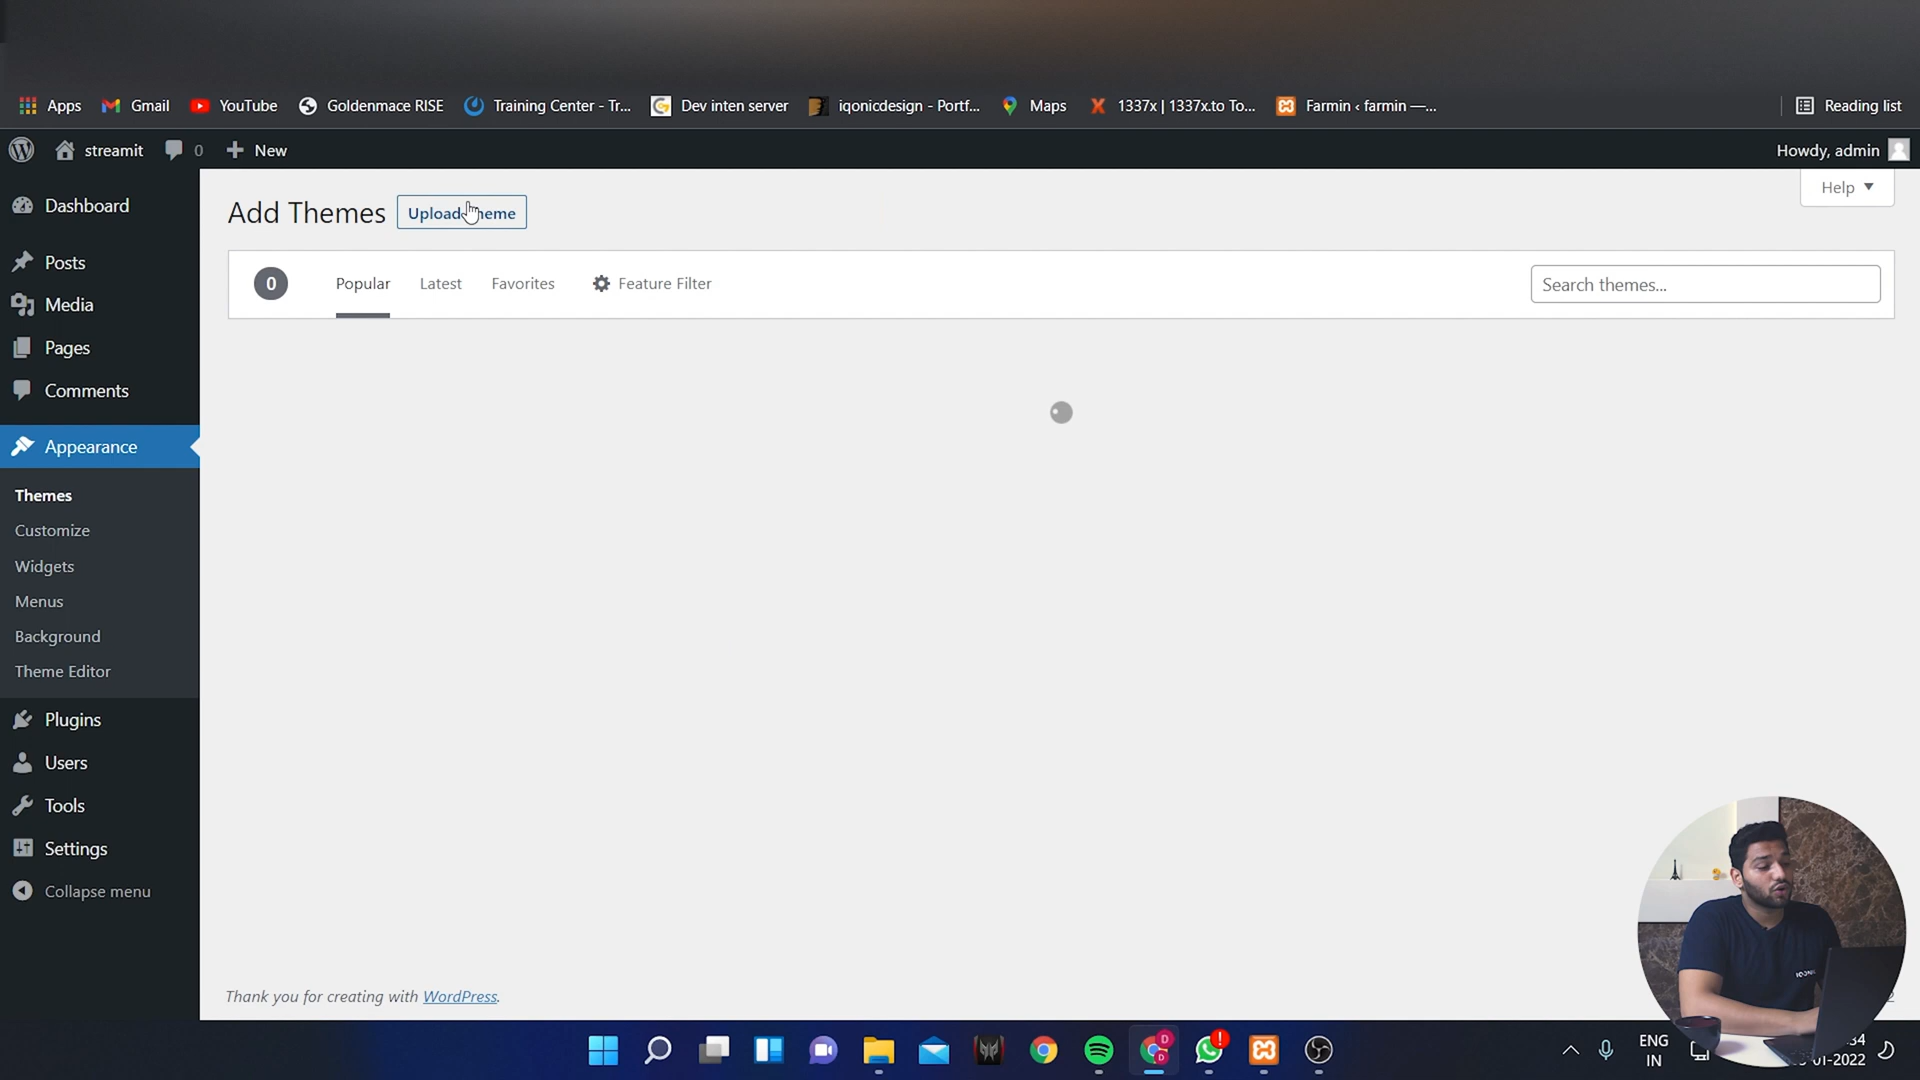 Apps Gmail YouTube Goldenmace RISE Training Center - Tr... Dev inten server iqonicdesign - Portf... Maps 1337x | 1337x.to To... Farmin ‹ farmin —... Reading list
streamit 0 New Howdy, admin
Help
Dashboard
Posts
Media
Pages
Comments
Appearance
Themes
Customize
Widgets
Menus
Background
Theme Editor
Plugins
Users
Tools
Settings
Collapse menu
Add Themes Upload Theme
0 Popular Latest Favorites Feature Filter Search themes...
Thank you for creating with WordPress.
ENG
IN
34
01-2022